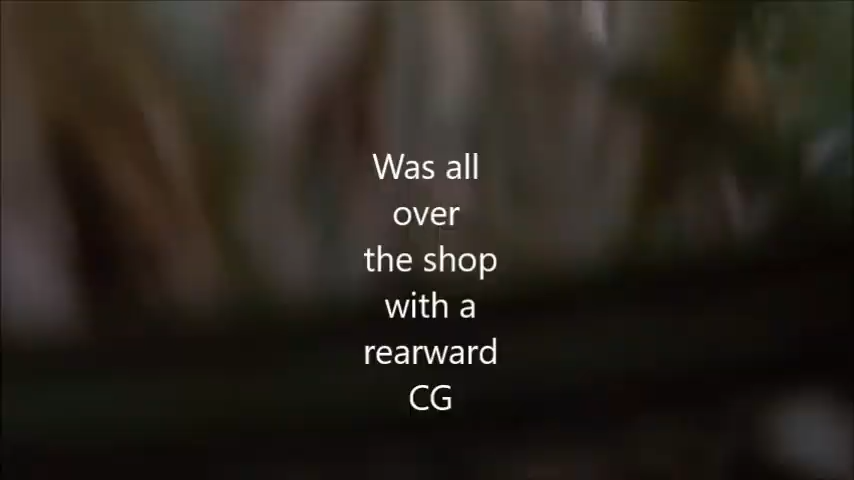 Was all
over
the shop
with a
rearward
CG